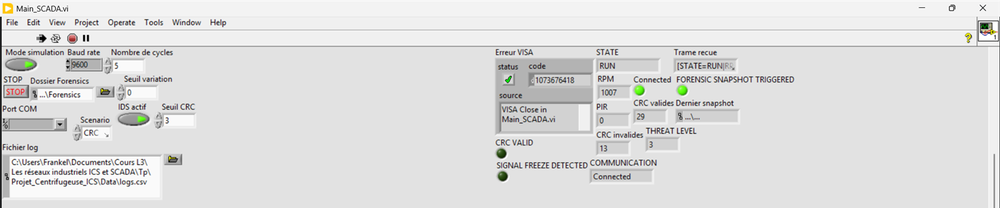 Main_SCADA.vi
File Edit View Project Operate Tools Window Help
1
Mode simulation
Baud rate
9600
Nombre de cycles
5
STOP
STOP
Dossier Forensics
...\Forensics
Seuil variation
0
Port COM
IDS actif
Seuil CRC
3
Scenario
CRC
Fichier log
C:\Users\Frankel\Documents\Cours L3\
Les réseaux industriels ICS et SCADA\Tp\
Projet_Centrifugeuse_ICS\Data\logs.csv
Erreur VISA
status
code
1073676418
source
VISA Close in
Main_SCADA.vi
CRC VALID
SIGNAL FREEZE DETECTED
STATE
RUN
RPM
1007
PIR
0
CRC invalides
13
COMMUNICATION
Connected
Connected
CRC valides
29
THREAT LEVEL
3
Trame recue
[STATE=RUN|
FORENSIC SNAPSHOT TRIGGERED
Dernier snapshot
...\...